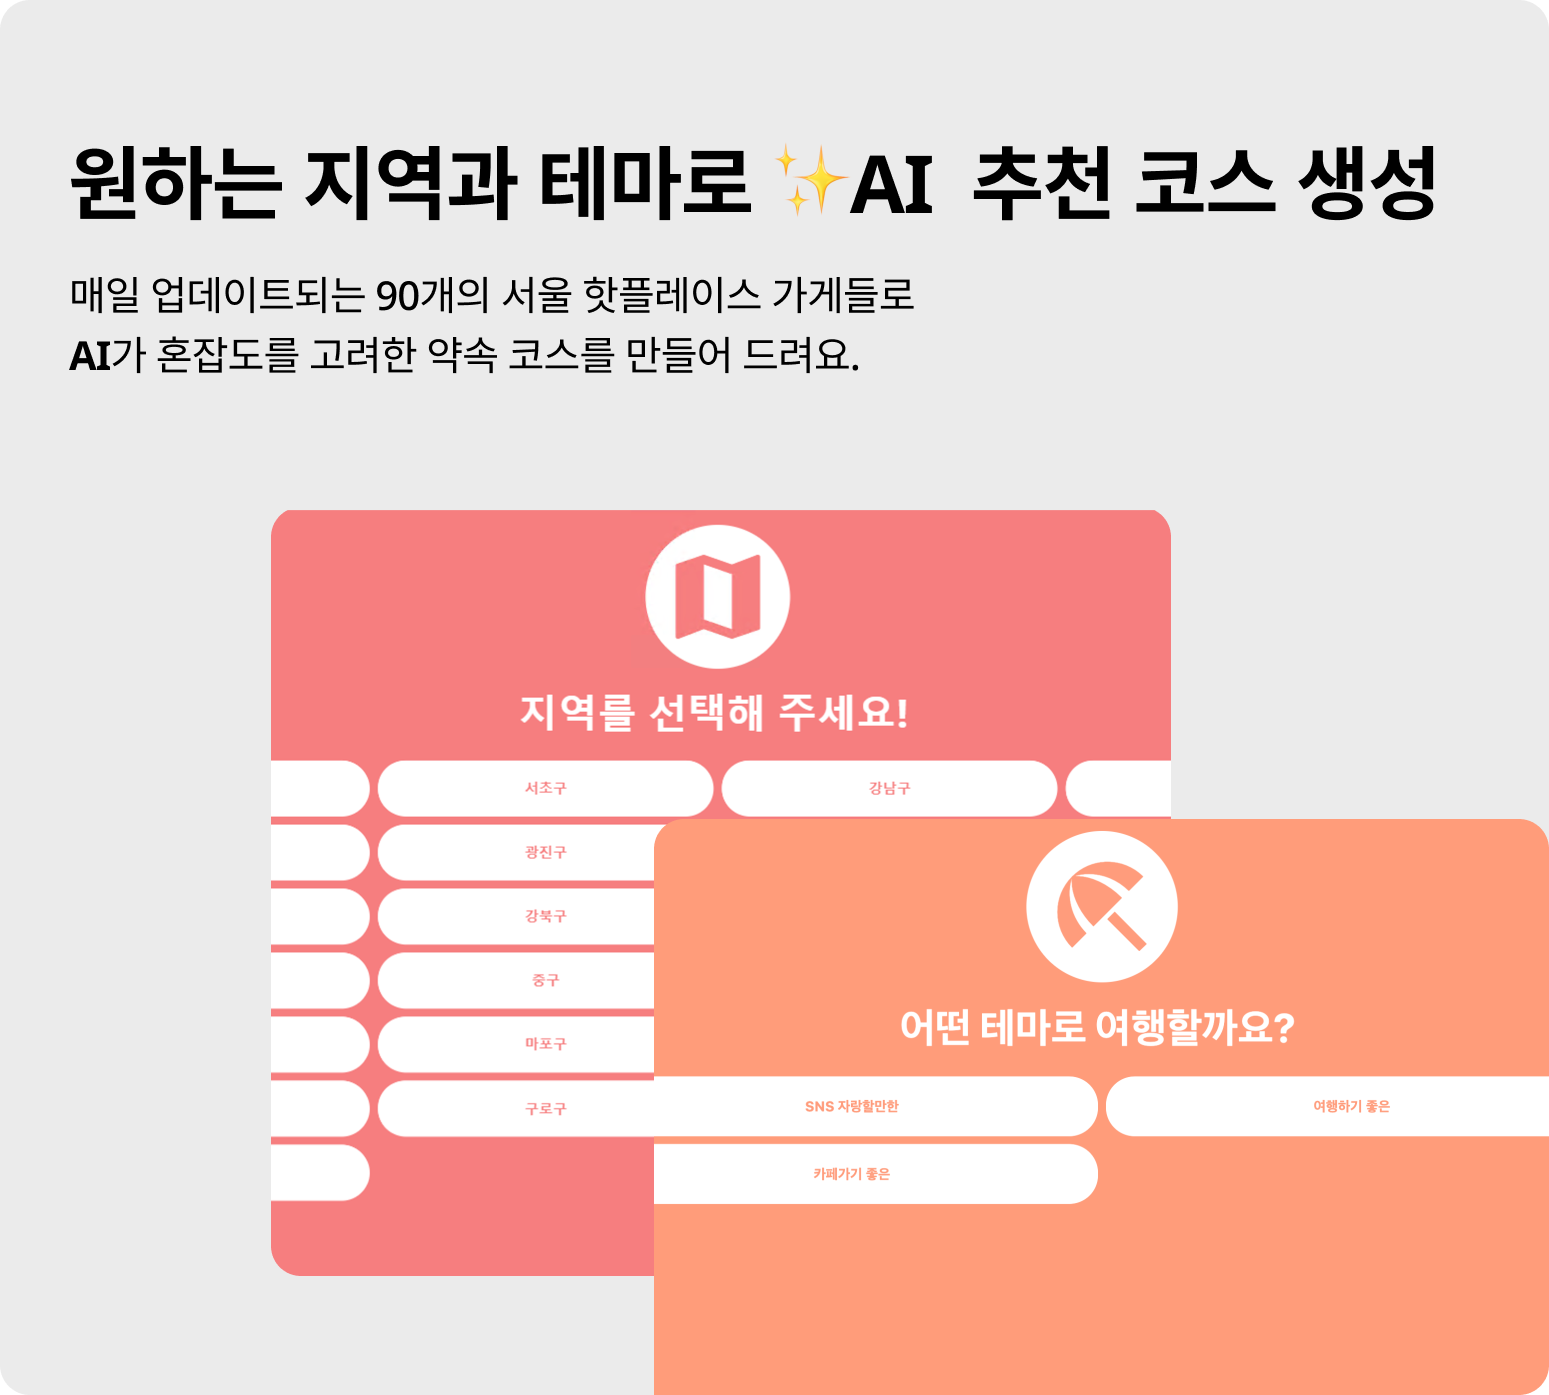 원하는 지역과 테마로 ✨AI 추천 코스 생성
매일 업데이트되는 90개의 서울 핫플레이스 가게들로
AI가 혼잡도를 고려한 약속 코스를 만들어 드려요.
지역를 선택해 주세요!
서초구 강남구
광진구
강북구
중구
마포구
구로구
어떤 테마로 여행할까요?
SNS 자랑할만한 여행하기 좋은
카페가기 좋은